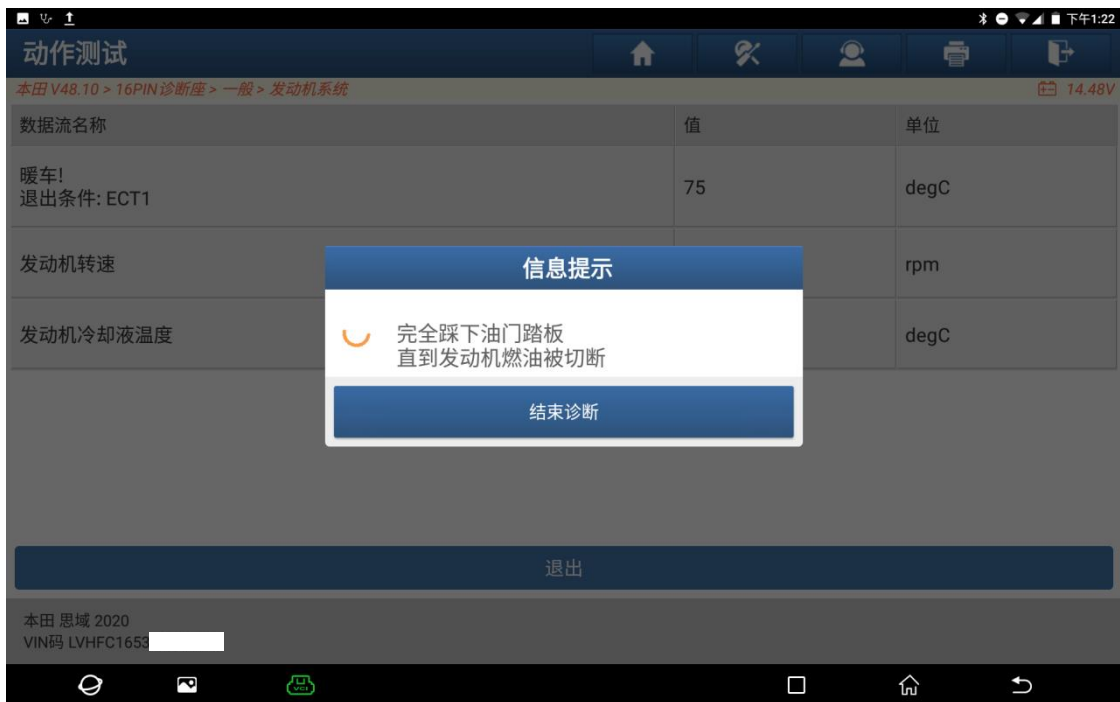 下午1:22
动作测试
本田 V48.10 > 16PIN诊断座 > 一般 > 发动机系统
14.48V
数据流名称 值 单位
暖车!
退出条件: ECT1
75 degC
发动机转速 rpm
信息提示
发动机冷却液温度 degC
完全踩下油门踏板
直到发动机燃油被切断
结束诊断
退出
本田 思域 2020
VIN码 LVHFC1653
VCI